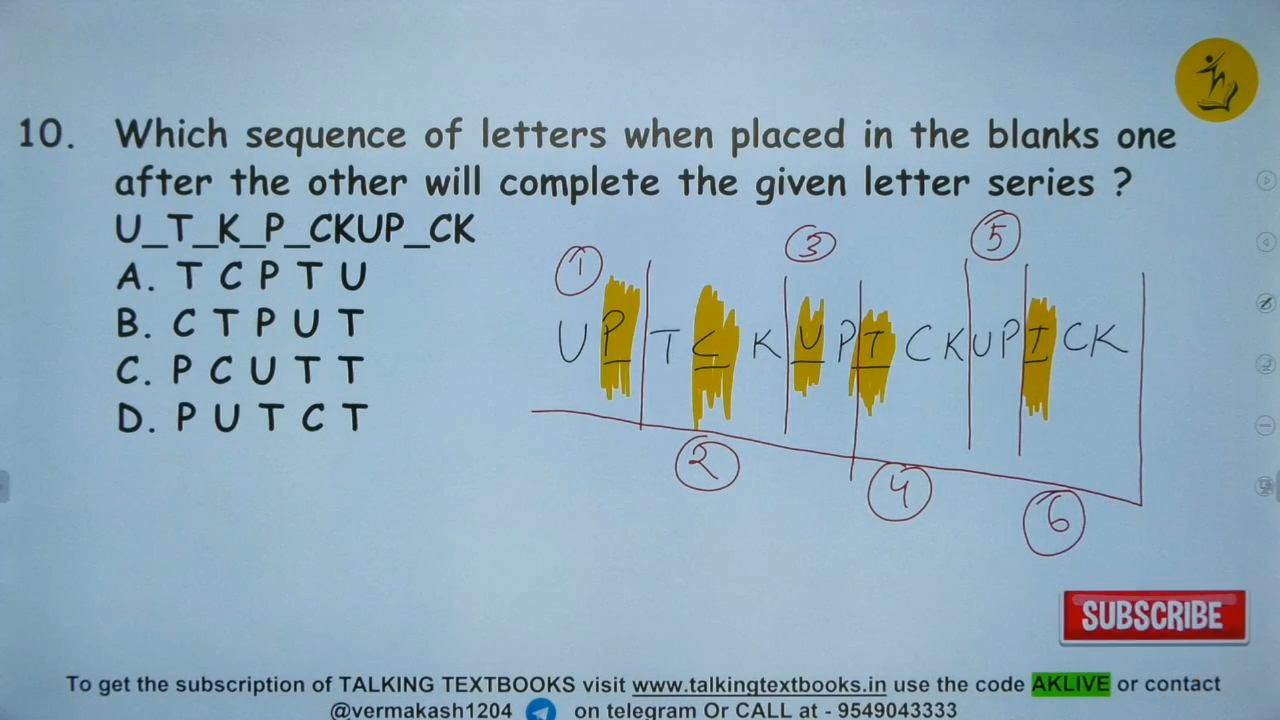 10. Which sequence of letters when placed in the blanks one
after the other will complete the given letter series ?
U_T_K_P_CKUP_CK
A. T C P T U
B. C T P U T
C. P C U T T
D. P U T C T
1 3 5
U P T C K U P T C K U P T C K
2 4 6
SUBSCRIBE
To get the subscription of TALKING TEXTBOOKS visit www.talkingtextbooks.in use the code AKLIVE or contact
@vermakash1204 on telegram Or CALL at - 9549043333